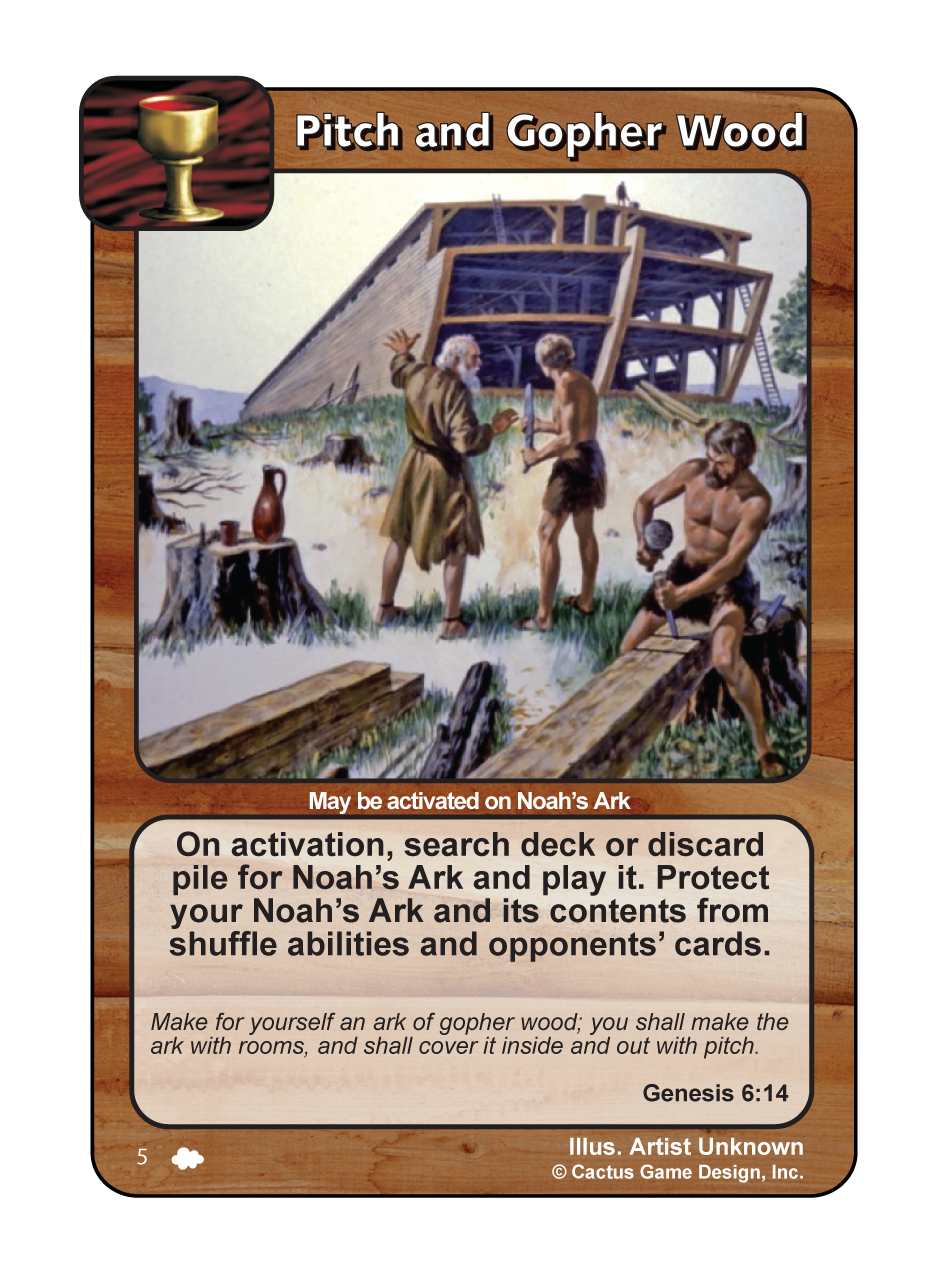 Pitch and Gopher Wood
May be activated on Noah’s Ark
On activation, search deck or discard
pile for Noah’s Ark and play it. Protect
your Noah’s Ark and its contents from
shuffle abilities and opponents’ cards.
Make for yourself an ark of gopher wood; you shall make the
ark with rooms, and shall cover it inside and out with pitch.
Genesis 6:14
5
Illus. Artist Unknown
© Cactus Game Design, Inc.